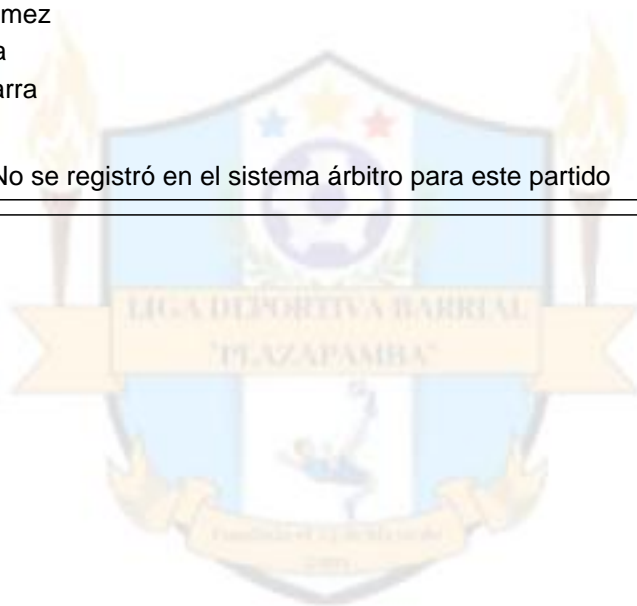 mez
a
arra
No se registró en el sistema árbitro para este partido
LIGA DEPORTIVA BARRIAL
"PLAZAPAMBA"